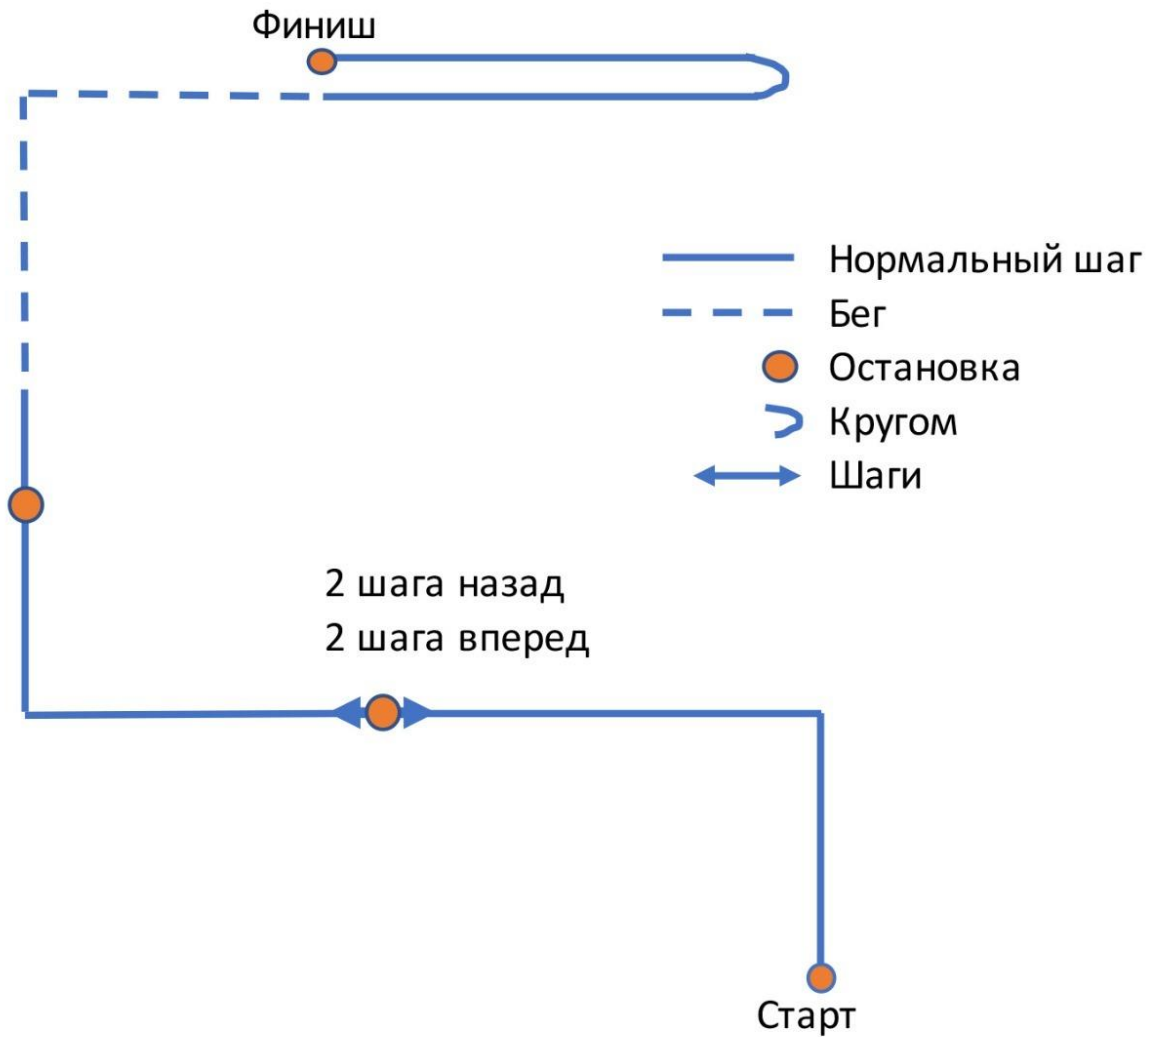 Финиш
Нормальный шаг
Бег
Остановка
Кругом
Шаги
2 шага назад
2 шага вперед
Старт